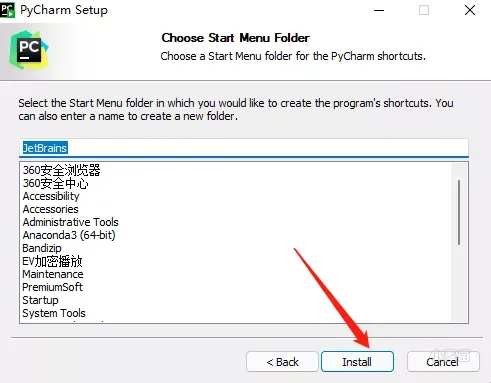 PyCharm Setup
PC
Choose Start Menu Folder
Choose a Start Menu folder for the PyCharm shortcuts.
Select the Start Menu folder in which you would like to create the program's shortcuts. You
can also enter a name to create a new folder.
JetBrains
360安全浏览器
360安全中心
Accessibility
Accessories
Administrative Tools
Anaconda3 (64-bit)
Bandizip
EV加密播放
Maintenance
PremiumSoft
Startup
System Tools
< Back
Install
Cancel